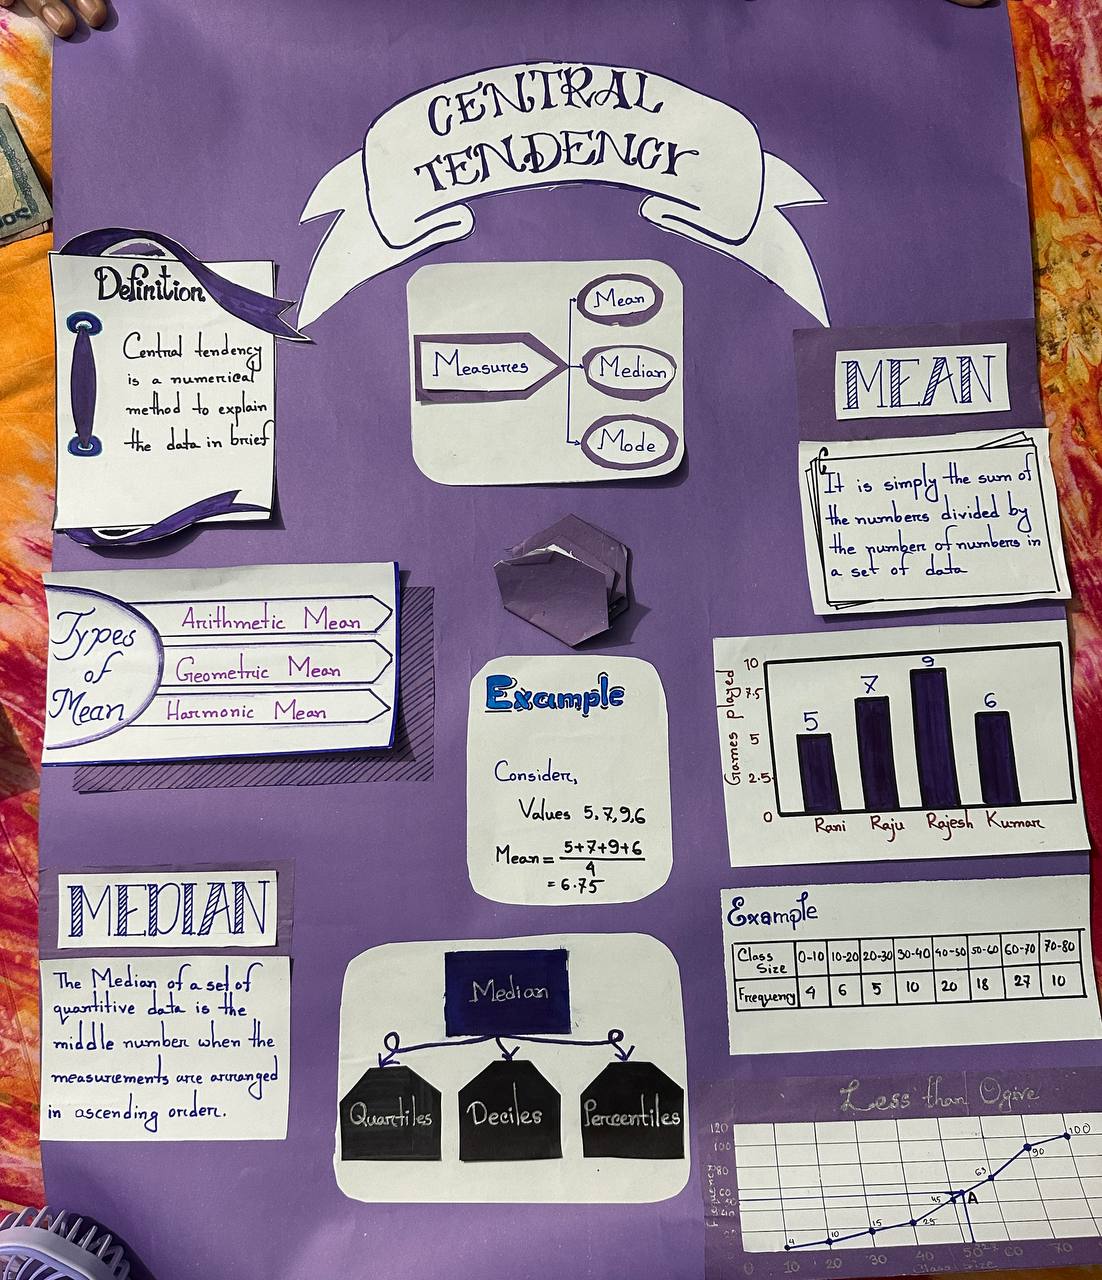 CENTRAL
TENDENCY
Definition
Central tendency
is a numerical
method to explain
the data in brief
Measures
Mean
Median
Mode
MEAN
It is simply the sum of
the numbers divided by
the number of numbers in
a set of data
Types
of
Mean
Arithmetic Mean
Geometric Mean
Harmonic Mean
Example
Consider,
Values 5,7,9,6
Mean = 5+7+9+6
4
= 6.75
Games played
10
7.5
5
2.5
0
5
7
9
6
Rani Raju Rajesh Kumar
MEDIAN
The Median of a set of
quantitive data is the
middle number when the
measurements are arranged
in ascending order.
Median
Quartiles
Deciles
Percentiles
Example
Class Size 0-10 10-20 20-30 30-40 40-50 50-60 60-70 70-80
Frequency 4 6 5 10 20 18 27 10
Less than Ogive
120
100
80
60
4
10
15
25
45
A
63
90
100
0 10 20 30 40 50 60 70
Class Size